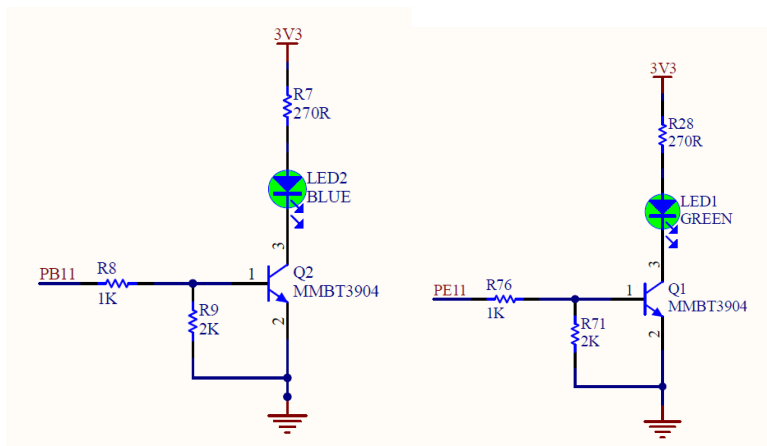 3V3
R7
270R
LED2
BLUE
3
PB11
R8
1K
1
Q2
MMBT3904
R9
2K
2
3V3
R28
270R
LED1
GREEN
3
PE11
R76
1K
1
Q1
MMBT3904
R71
2K
2